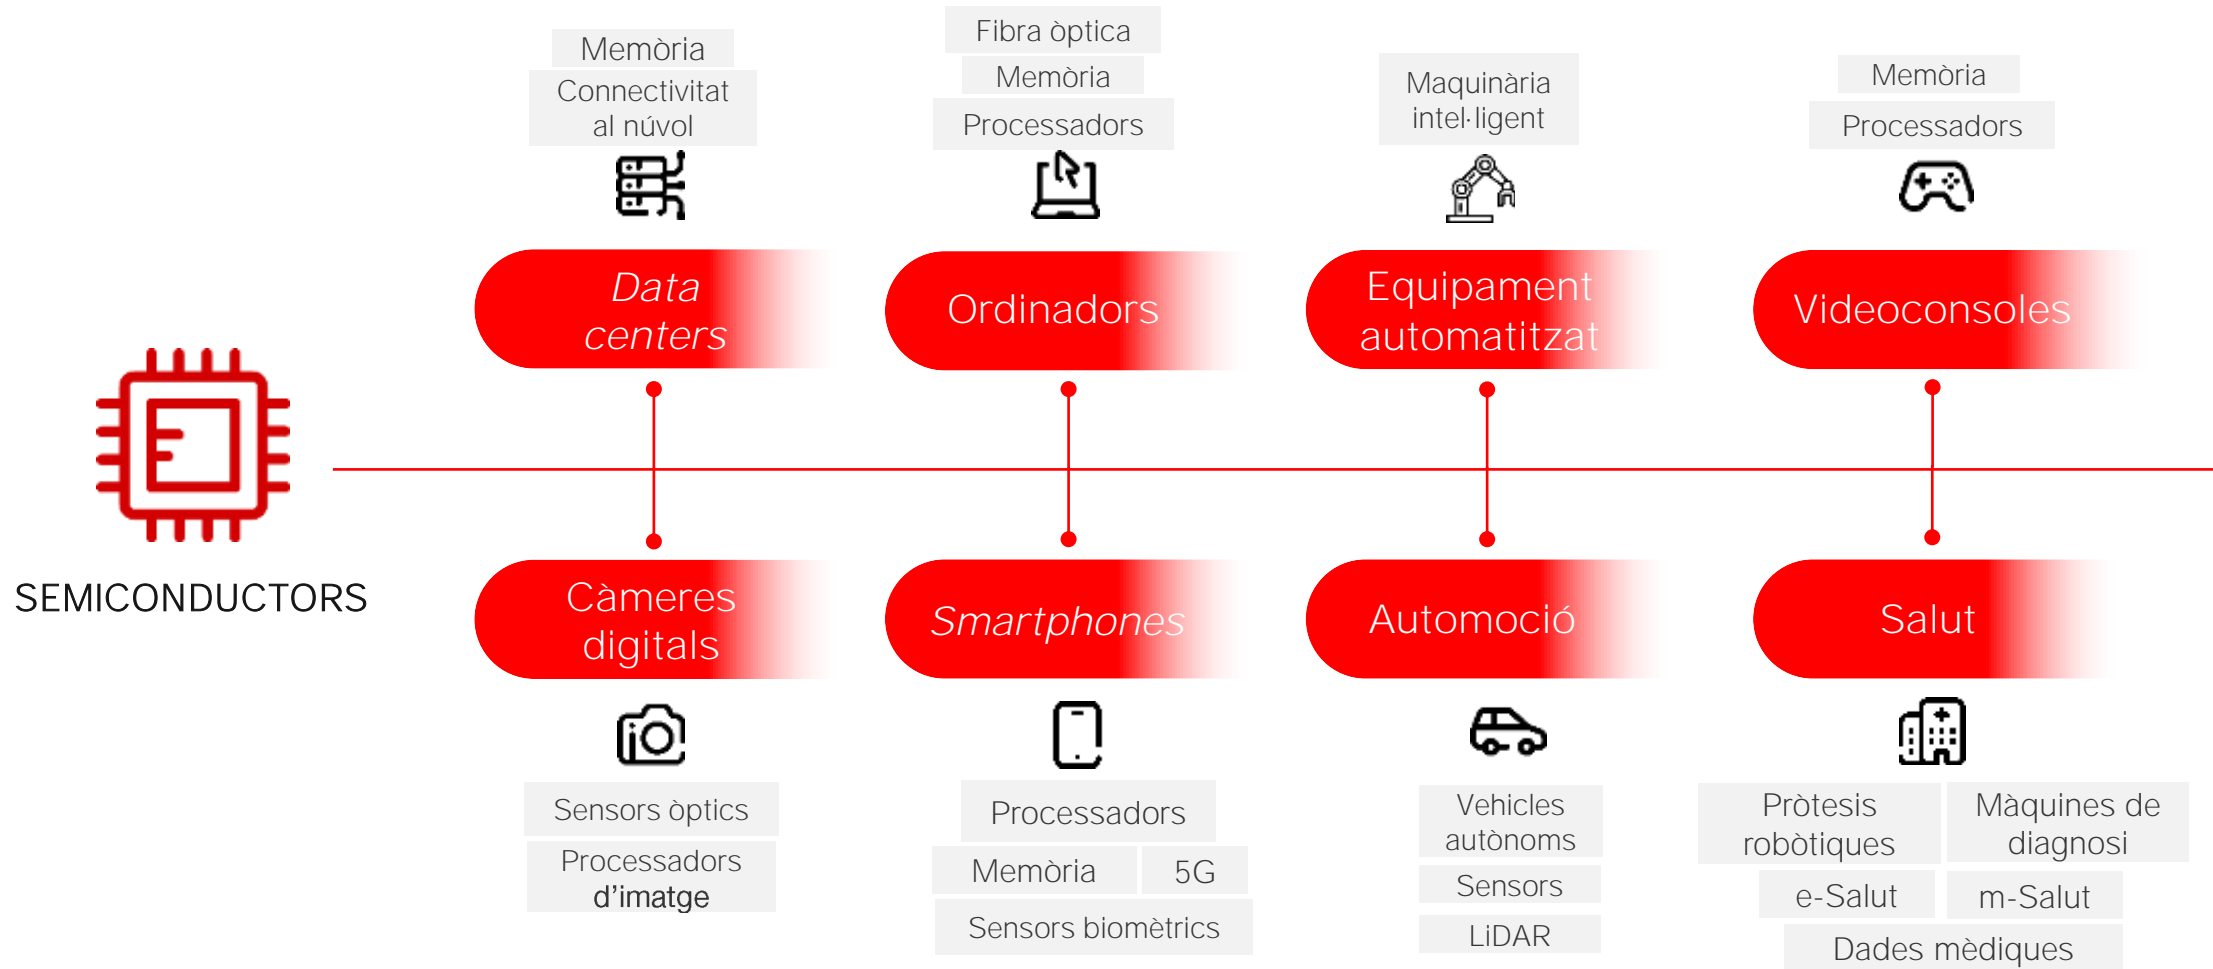 Memòria
Connectivitat
al núvol
Data
centers
Fibra òptica
Memòria
Processadors
Ordinadors
Maquinària
intel·ligent
Equipament
automatitzat
Memòria
Processadors
Videoconsoles
SEMICONDUCTORS
Càmeres
digitals
Sensors òptics
Processadors
d'imatge
Smartphones
Processadors
Memòria
5G
Sensors biomètrics
Automoció
Vehicles
autònoms
Sensors
LiDAR
Salut
Pròtesis
robòtiques
Màquines de
diagnosi
e-Salut
m-Salut
Dades mèdiques